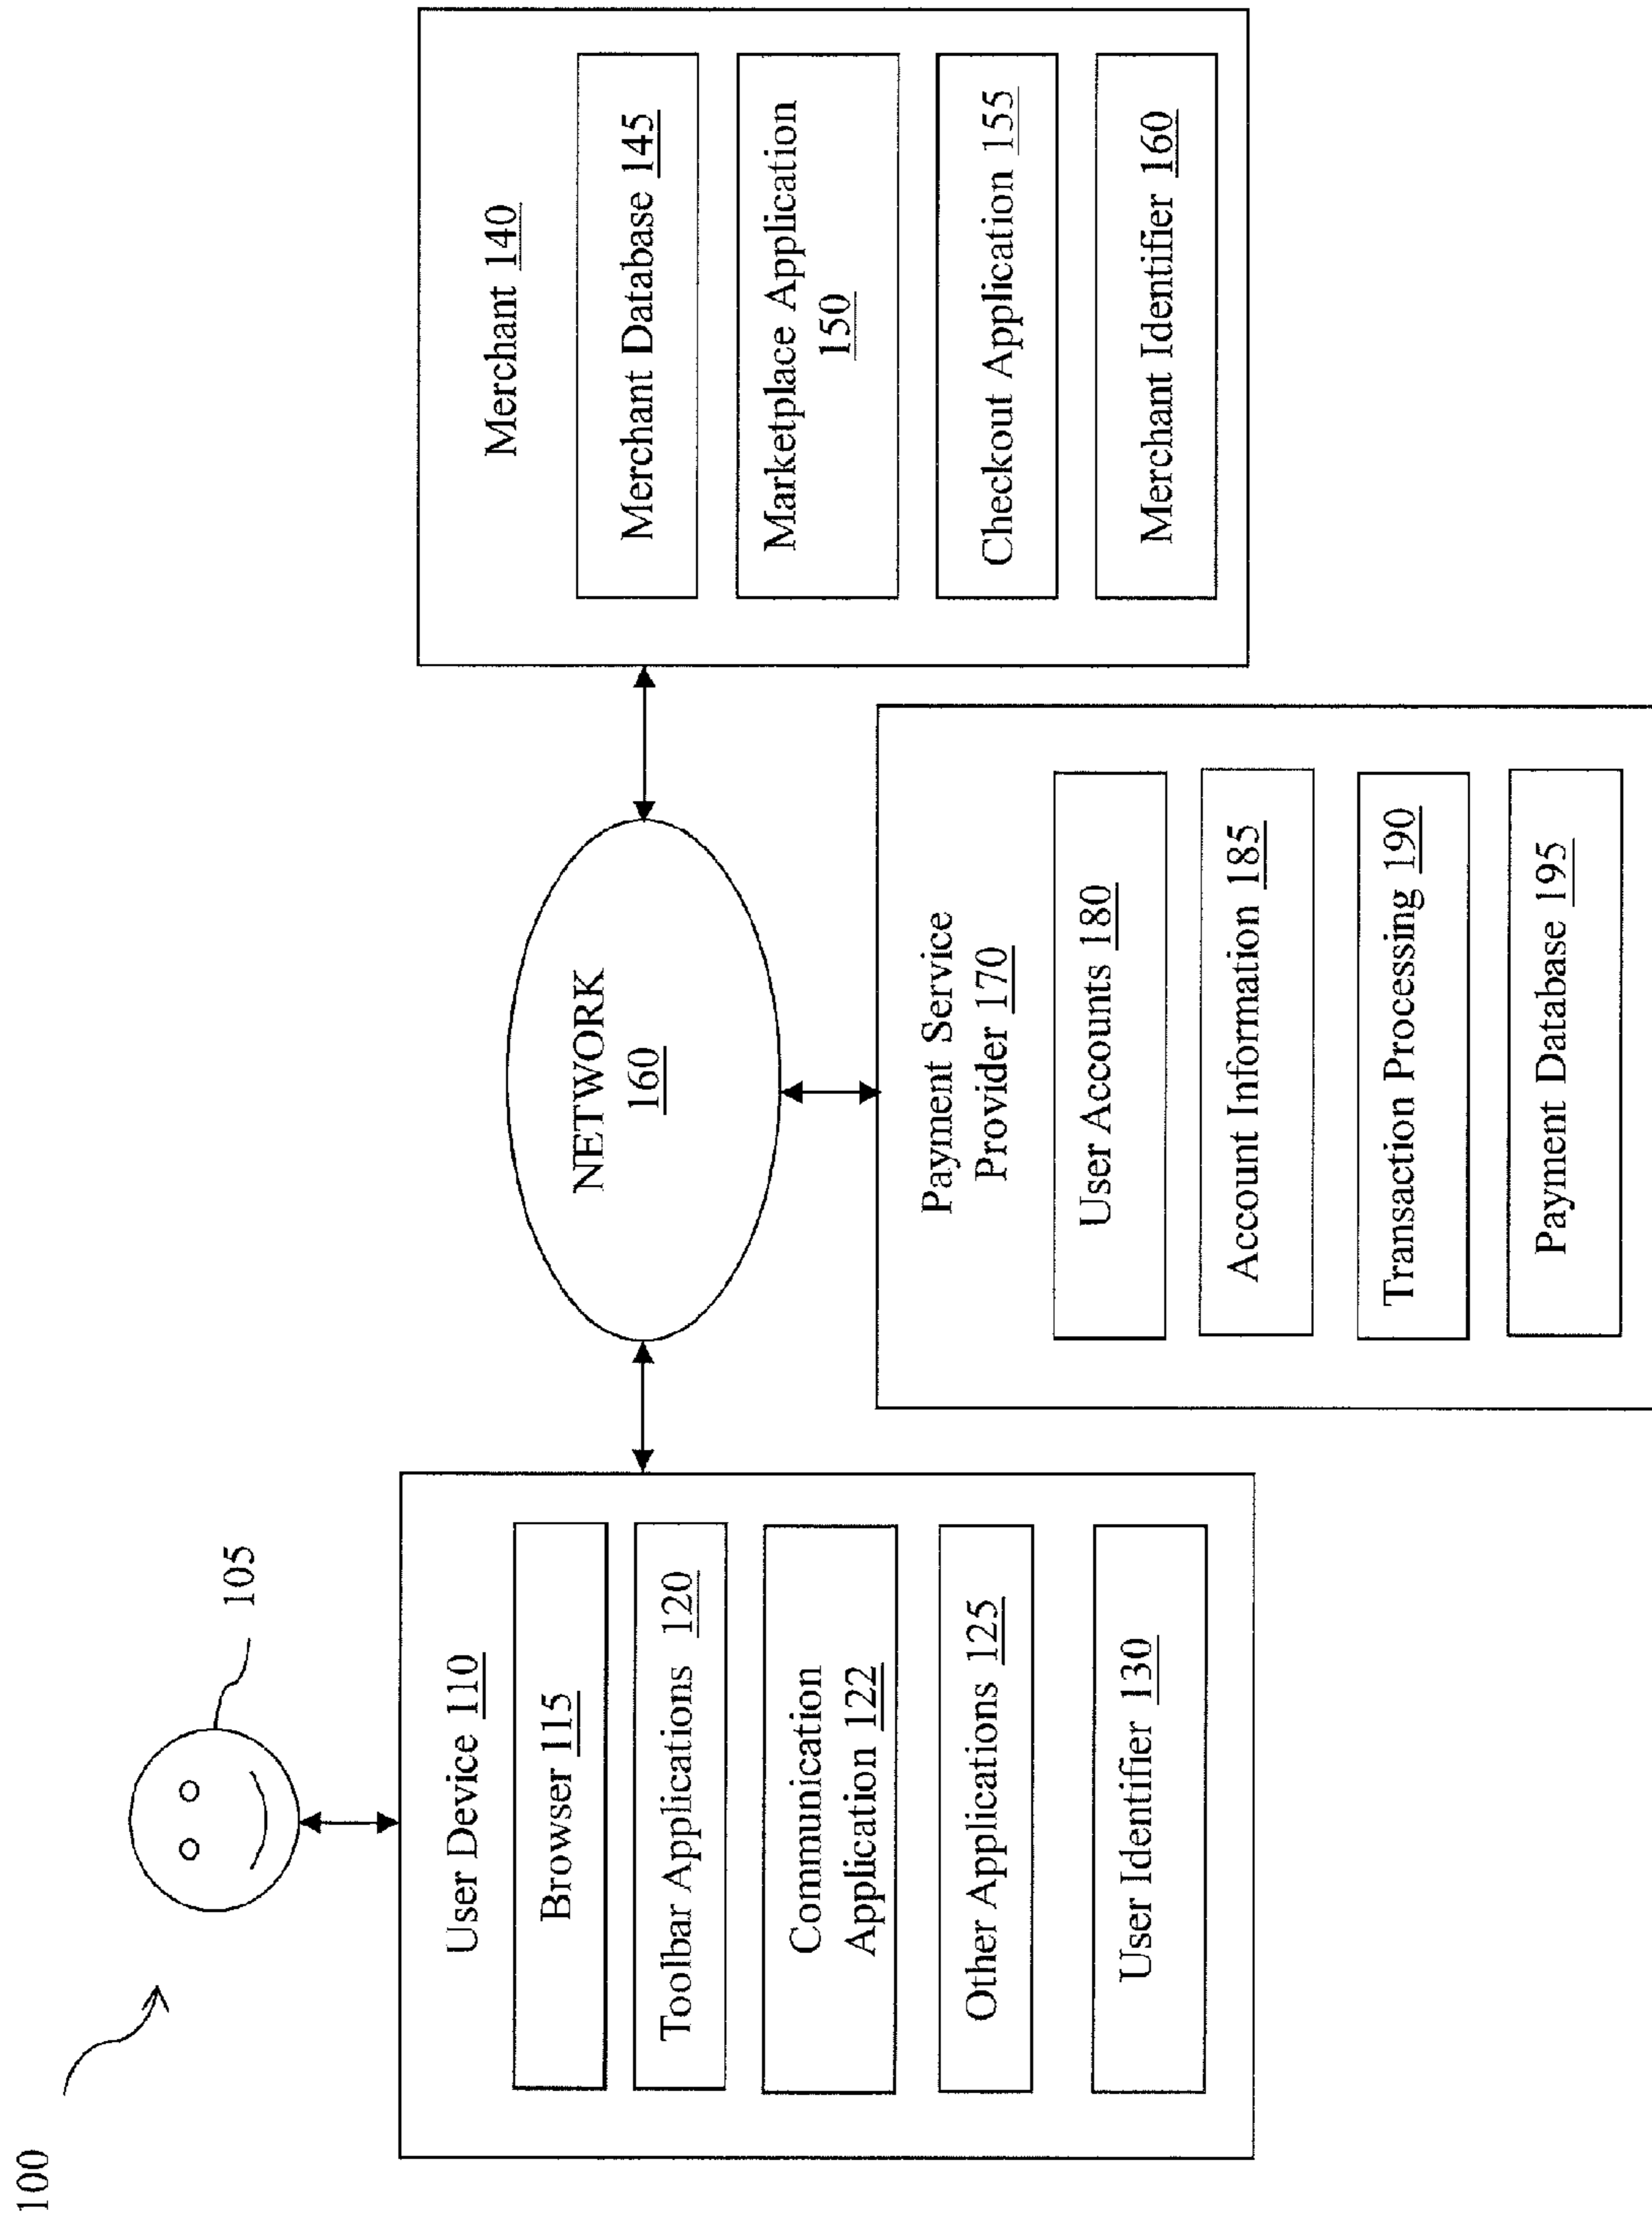 100
105
User Device 110
Browser 115
Toolbar Applications 120
Communication
Application 122
Other Applications 125
User Identifier 130
NETWORK
160
Payment Service
Provider 170
User Accounts 180
Account Information 185
Transaction Processing 190
Payment Database 195
Merchant 140
Merchant Database 145
Marketplace Application
150
Checkout Application 155
Merchant Identifier 160